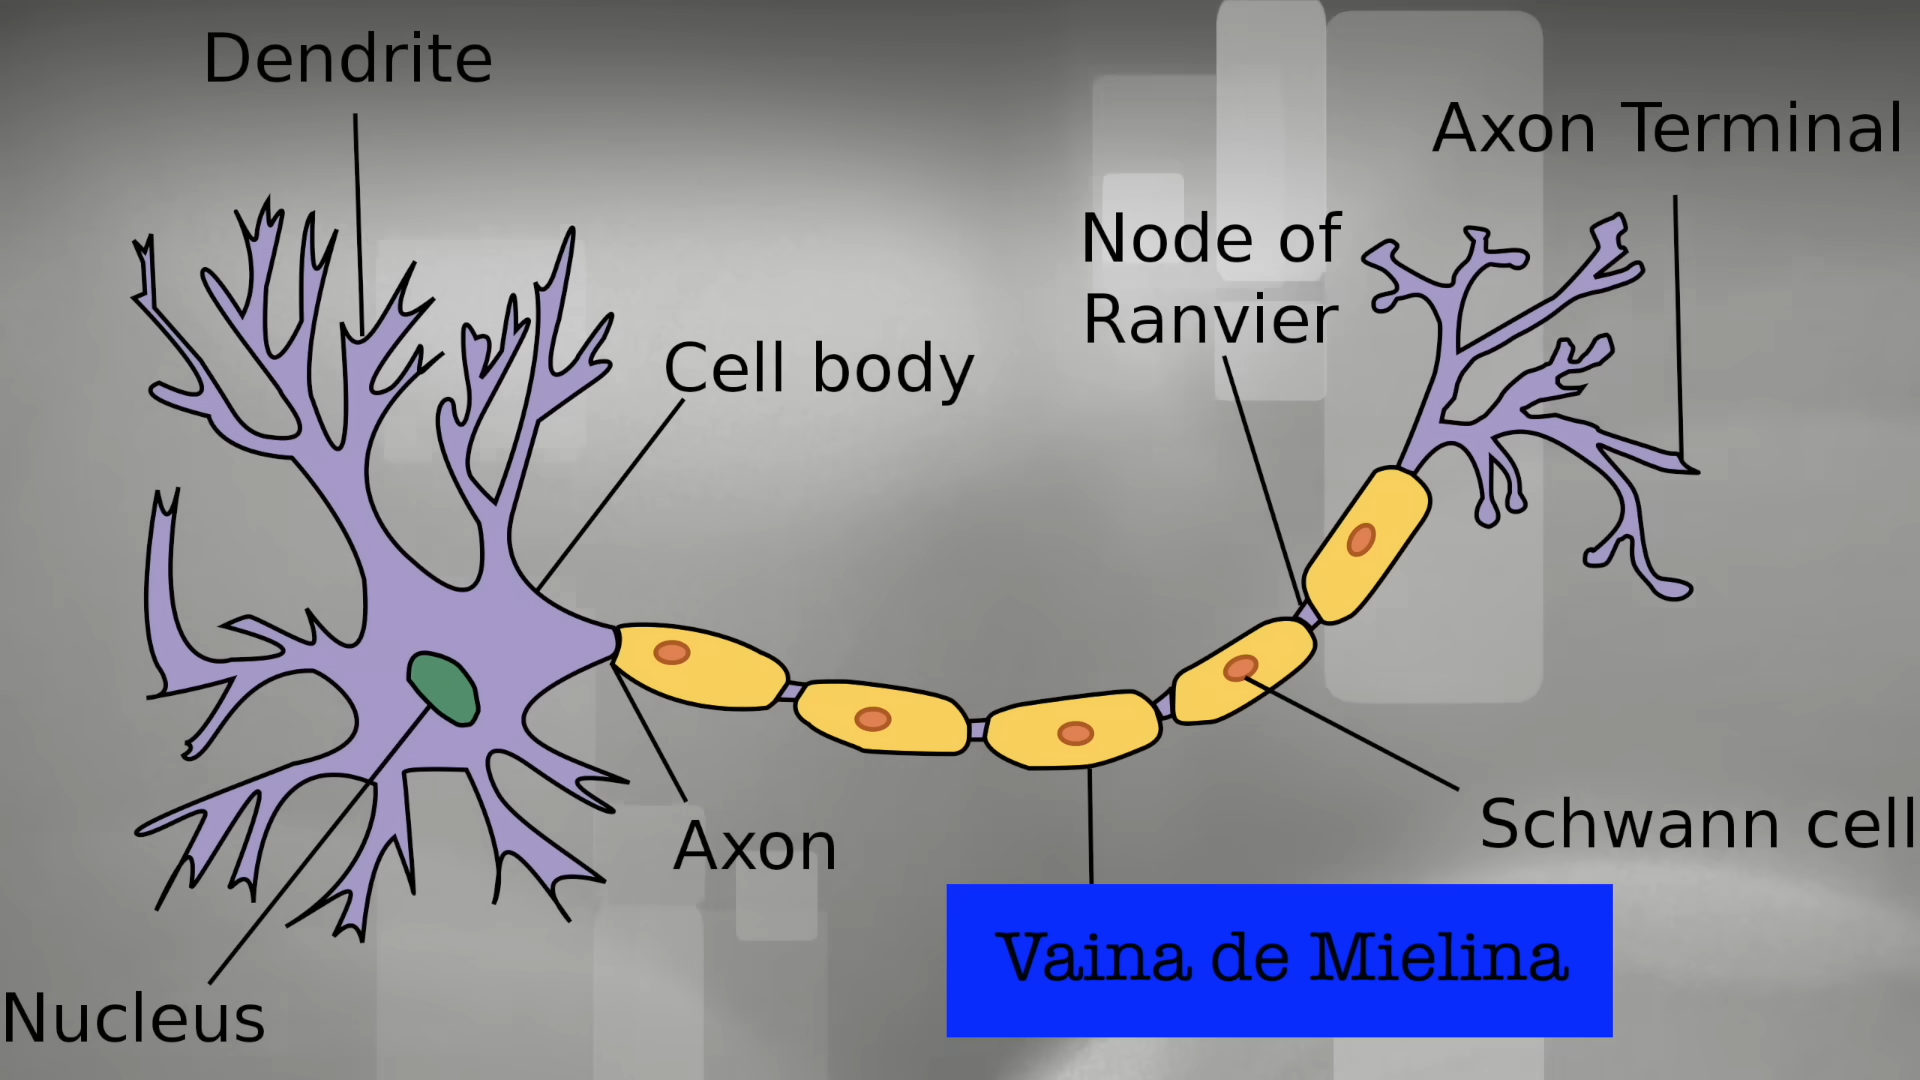 Dendrite
Axon Terminal
Node of
Ranvier
Cell body
Axon
Schwann cell
Vaina de Mielina
Nucleus